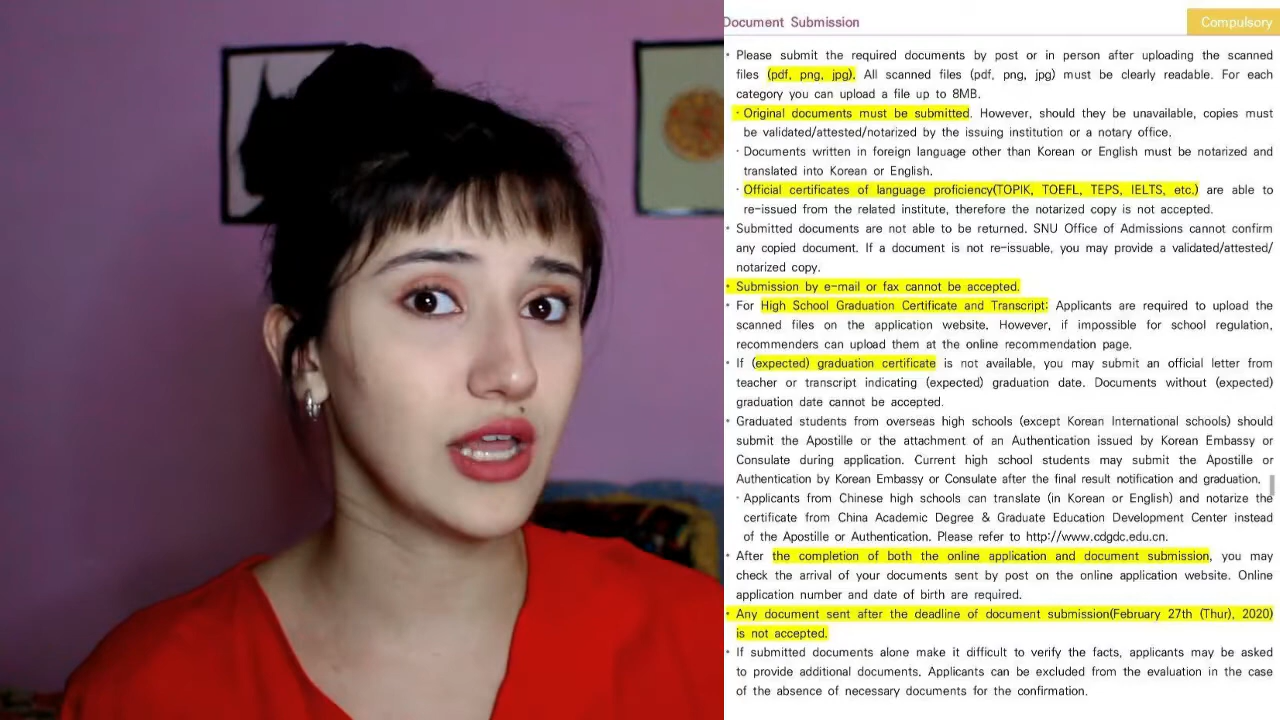 Document Submission
Compulsory
• Please submit the required documents by post or in person after uploading the scanned
files (pdf, png, jpg). All scanned files (pdf, png, jpg) must be clearly readable. For each
category you can upload a file up to 8MB.
· Original documents must be submitted. However, should they be unavailable, copies must
be validated/attested/notarized by the issuing institution or a notary office.
· Documents written in foreign language other than Korean or English must be notarized and
translated into Korean or English.
· Official certificates of language proficiency(TOPIK, TOEFL, TEPS, IELTS, etc.) are able to
re-issued from the related institute, therefore the notarized copy is not accepted.
• Submitted documents are not able to be returned. SNU Office of Admissions cannot confirm
any copied document. If a document is not re-issuable, you may provide a validated/attested/
notarized copy.
• Submission by e-mail or fax cannot be accepted.
• For High School Graduation Certificate and Transcript: Applicants are required to upload the
scanned files on the application website. However, if impossible for school regulation,
recommenders can upload them at the online recommendation page.
• If (expected) graduation certificate is not available, you may submit an official letter from
teacher or transcript indicating (expected) graduation date. Documents without (expected)
graduation date cannot be accepted.
• Graduated students from overseas high schools (except Korean International schools) should
submit the Apostille or the attachment of an Authentication issued by Korean Embassy or
Consulate during application. Current high school students may submit the Apostille or
Authentication by Korean Embassy or Consulate after the final result notification and graduation.
· Applicants from Chinese high schools can translate (in Korean or English) and notarize the
certificate from China Academic Degree & Graduate Education Development Center instead
of the Apostille or Authentication. Please refer to http://www.cdgdc.edu.cn.
• After the completion of both the online application and document submission, you may
check the arrival of your documents sent by post on the online application website. Online
application number and date of birth are required.
• Any document sent after the deadline of document submission(February 27th (Thur), 2020)
is not accepted.
• If submitted documents alone make it difficult to verify the facts, applicants may be asked
to provide additional documents. Applicants can be excluded from the evaluation in the case
of the absence of necessary documents for the confirmation.